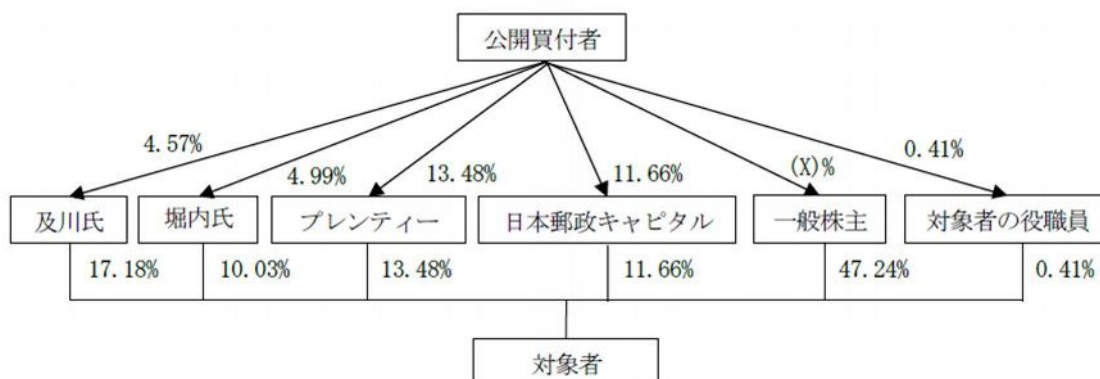 公開買付者
4.57%
4.99%
13.48%
11.66%
(X)%
0.41%
及川氏
堀内氏
プレンティー
日本郵政キャピタル
一般株主
対象者の役職員
17.18%
10.03%
13.48%
11.66%
47.24%
0.41%
対象者